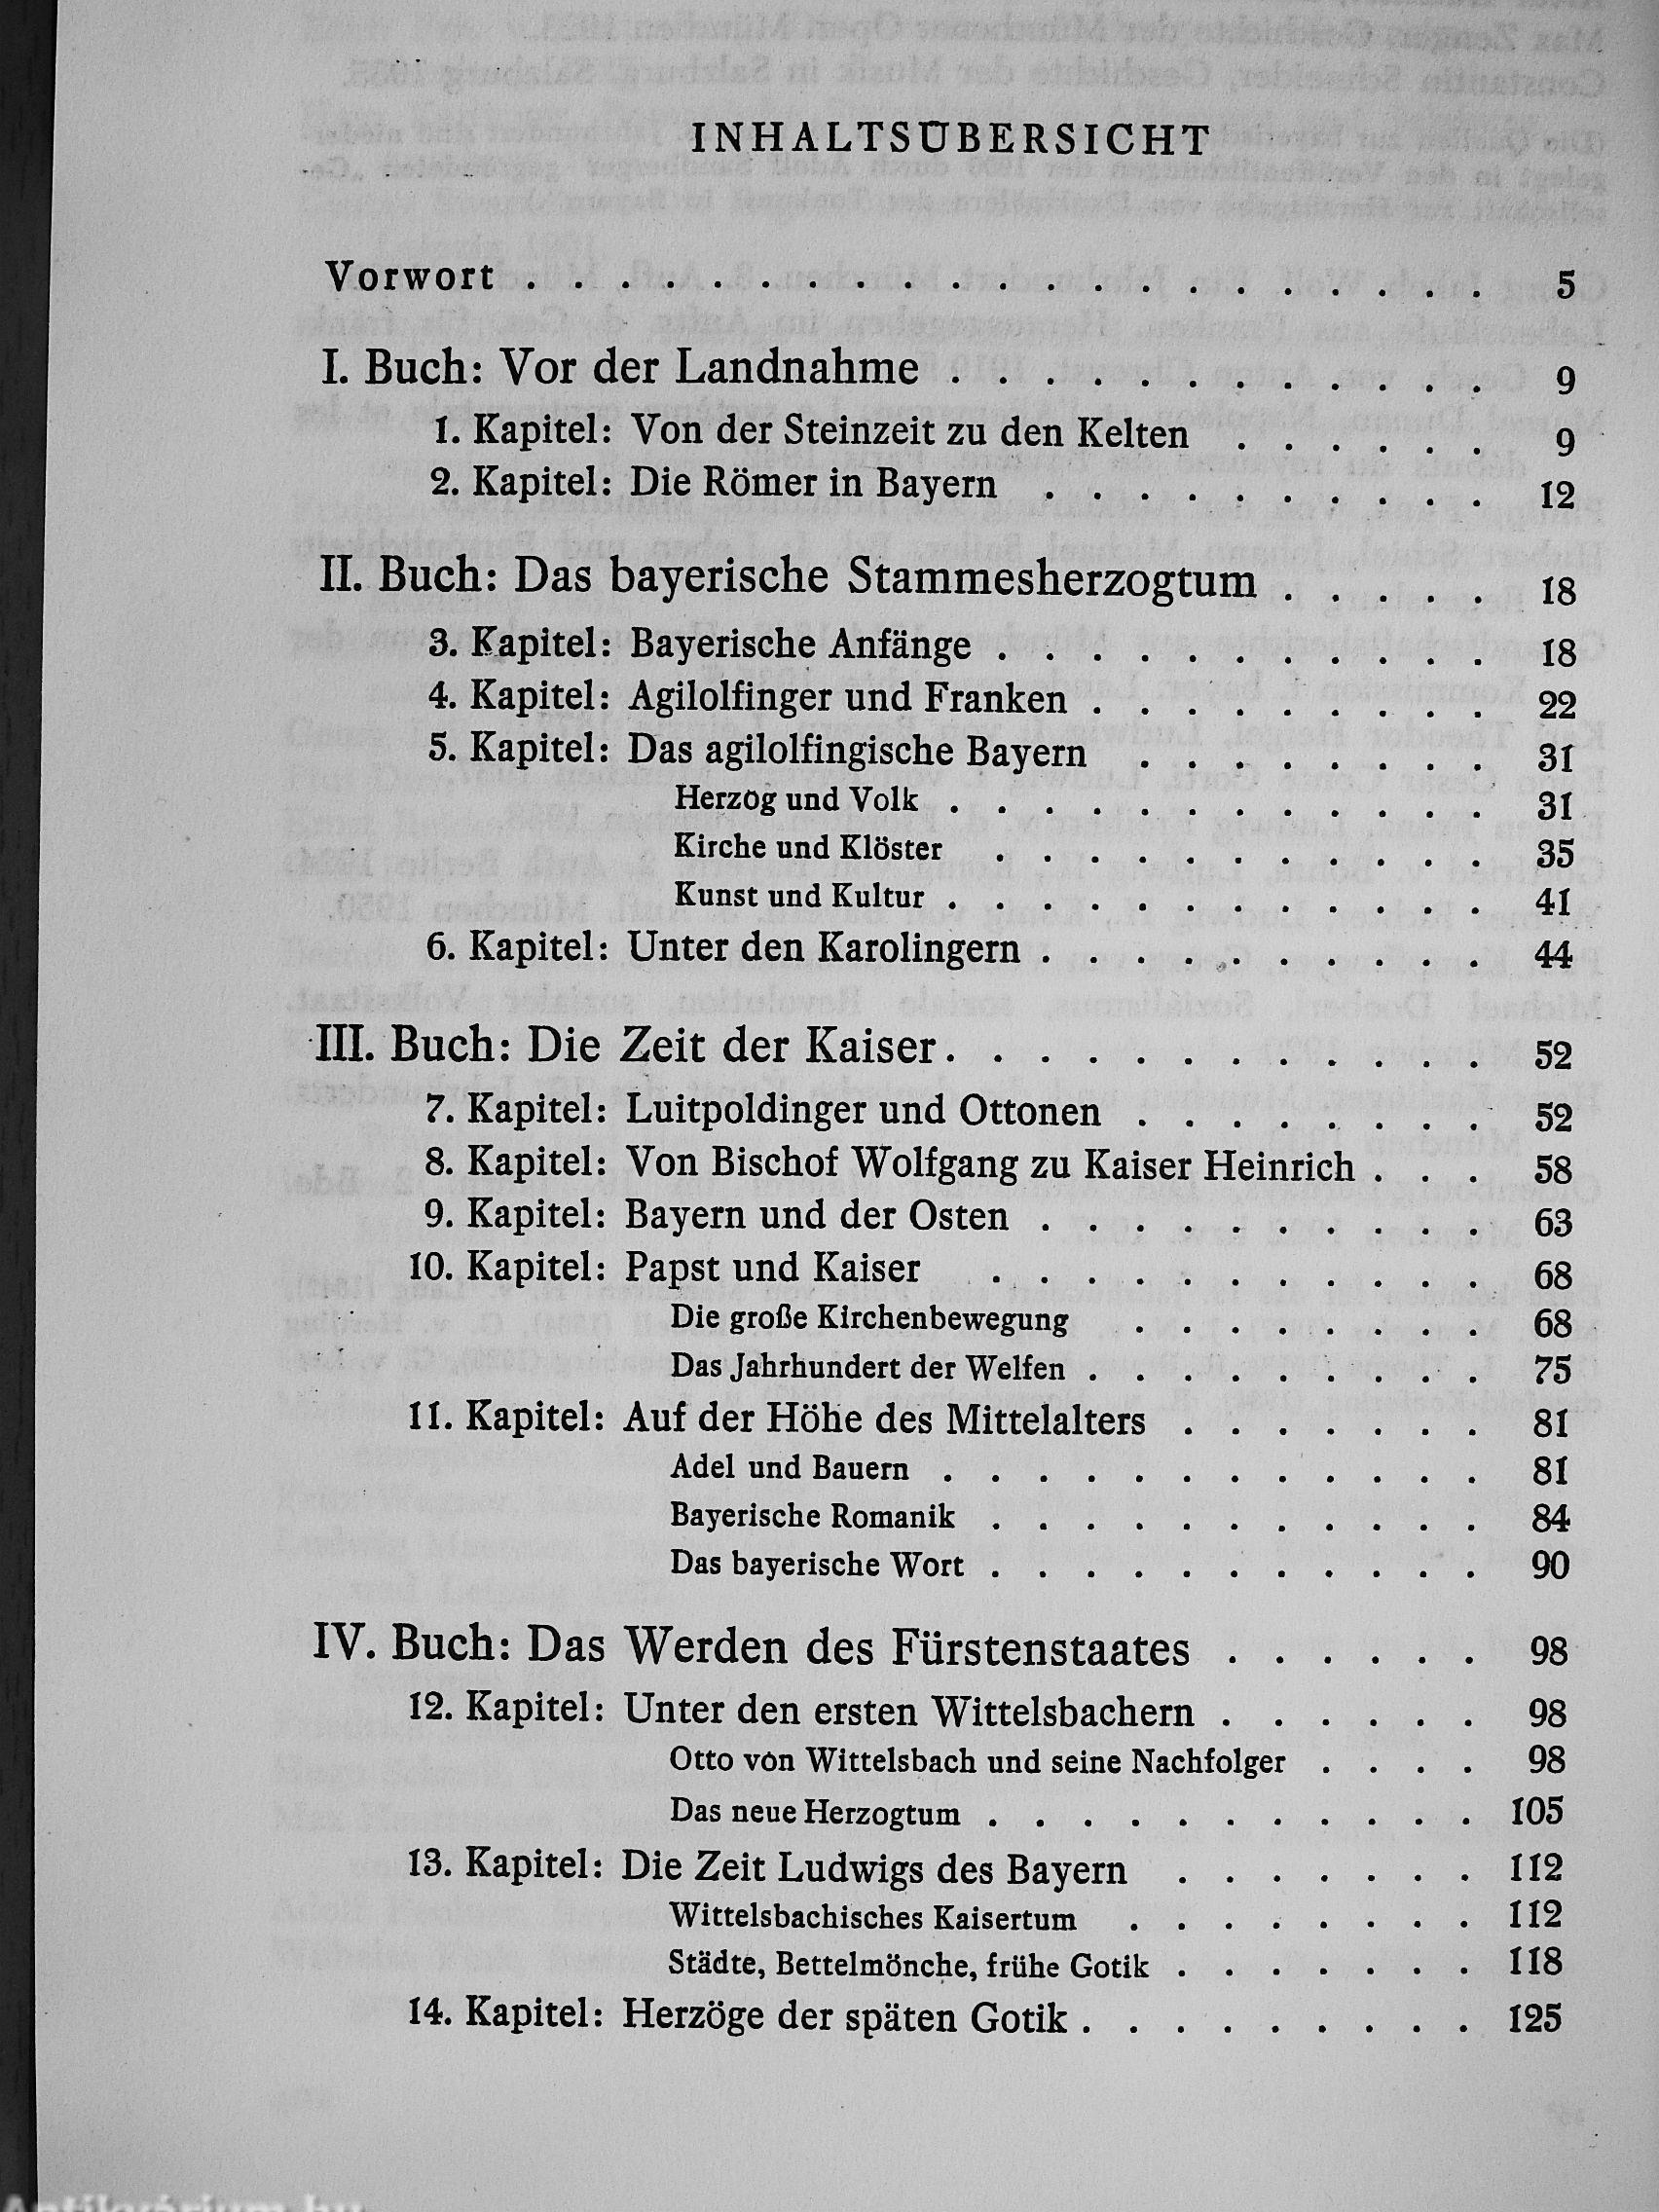 INHALTSÜBERSICHT
Vorwort . . . . . . . . . . . . . . . . . . . . . 5
I. Buch: Vor der Landnahme . . . . . . . . . . . . 9
1. Kapitel: Von der Steinzeit zu den Kelten . . . . . . 9
2. Kapitel: Die Römer in Bayern . . . . . . . . . . 12
II. Buch: Das bayerische Stammesherzogtum . . . . . 18
3. Kapitel: Bayerische Anfänge . . . . . . . . . . . 18
4. Kapitel: Agilolfinger und Franken . . . . . . . . . 22
5. Kapitel: Das agilolfingische Bayern . . . . . . . . 31
Herzog und Volk . . . . . . . . . . . . 31
Kirche und Klöster . . . . . . . . . . . 35
Kunst und Kultur . . . . . . . . . . . . 41
6. Kapitel: Unter den Karolingern . . . . . . . . . . 44
III. Buch: Die Zeit der Kaiser . . . . . . . . . . . . 52
7. Kapitel: Luitpoldinger und Ottonen . . . . . . . . 52
8. Kapitel: Von Bischof Wolfgang zu Kaiser Heinrich . . . 58
9. Kapitel: Bayern und der Osten . . . . . . . . . . 63
10. Kapitel: Papst und Kaiser . . . . . . . . . . . 68
Die große Kirchenbewegung . . . . . . . . 68
Das Jahrhundert der Welfen . . . . . . . . . 75
11. Kapitel: Auf der Höhe des Mittelalters . . . . . . . 81
Adel und Bauern . . . . . . . . . . . . 81
Bayerische Romanik . . . . . . . . . . . 84
Das bayerische Wort . . . . . . . . . . . 90
IV. Buch: Das Werden des Fürstenstaates . . . . . . 98
12. Kapitel: Unter den ersten Wittelsbachern . . . . . . 98
Otto von Wittelsbach und seine Nachfolger . . . . 98
Das neue Herzogtum . . . . . . . . . . . 105
13. Kapitel: Die Zeit Ludwigs des Bayern . . . . . . . 112
Wittelsbachisches Kaisertum . . . . . . . . 112
Städte, Bettelmönche, frühe Gotik . . . . . . . 118
14. Kapitel: Herzöge der späten Gotik . . . . . . . . . 125